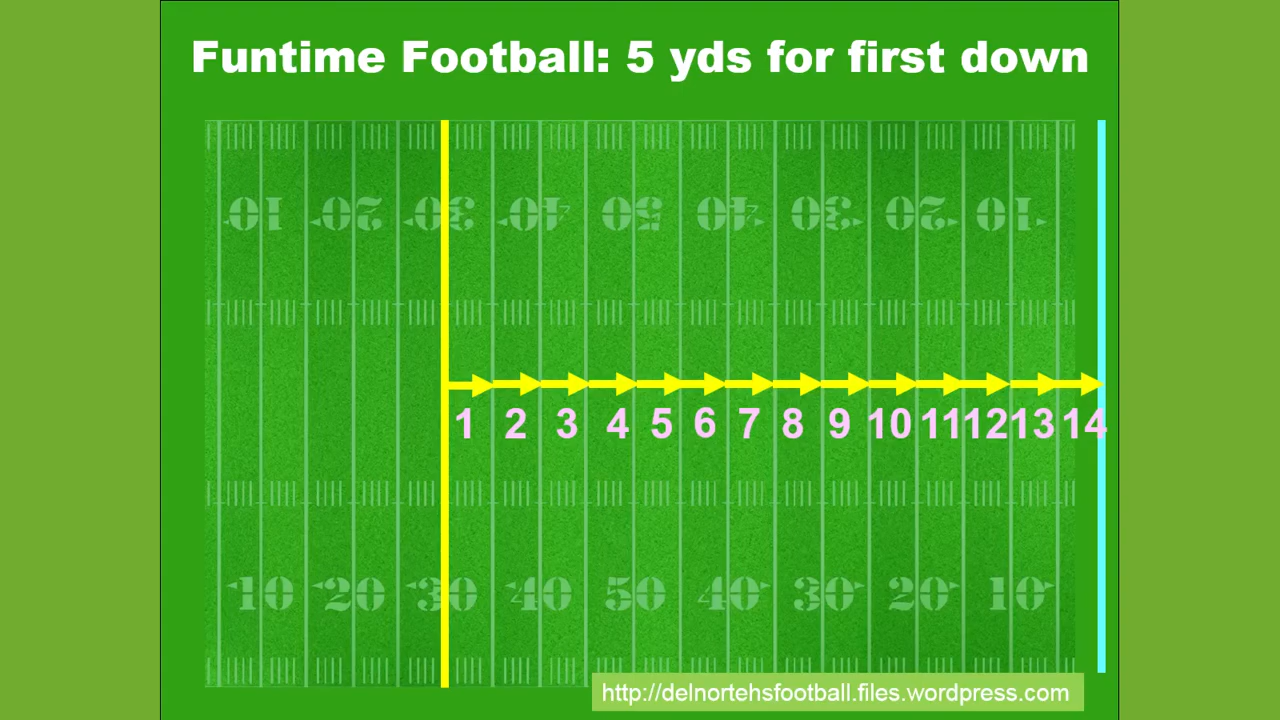 Funtime Football: 5 yds for first down
10 20 30 40 50 40 30 20 10
1 2 3 4 5 6 7 8 9 10 11 12 13 14
10 20 30 40 50 40 30 20 10
http://delnortehsfootball.files.wordpress.com